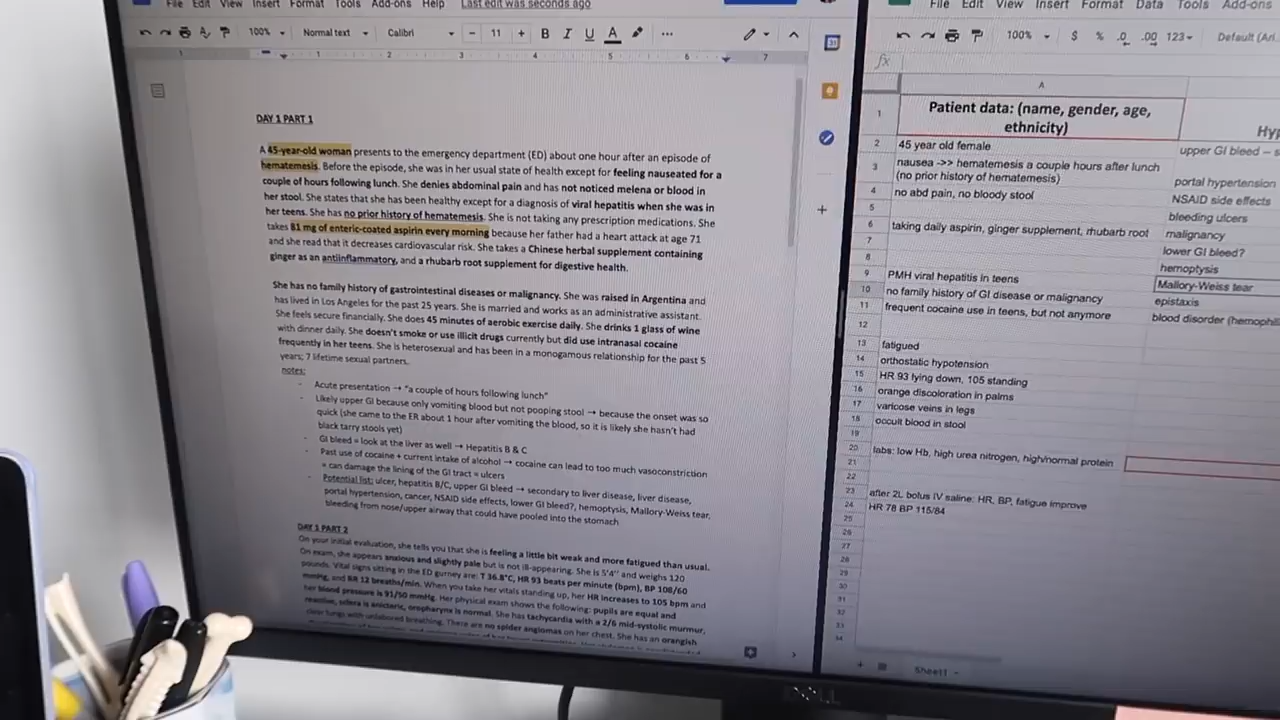 File Edit View Insert Format Tools Add-ons Help Last edit was seconds ago
100% Normal text Calibri 11 B I U A
1 1 2 3 4 5 6 7
DAY 1 PART 1
A 45-year-old woman presents to the emergency department (ED) about one hour after an episode of
hematemesis. Before the episode, she was in her usual state of health except for feeling nauseated for a
couple of hours following lunch. She denies abdominal pain and has not noticed melena or blood in
her stool. She states that she has been healthy except for a diagnosis of viral hepatitis when she was in
her teens. She has no prior history of hematemesis. She is not taking any prescription medications. She
takes 81 mg of enteric-coated aspirin every morning because her father had a heart attack at age 71
and she read that it decreases cardiovascular risk. She takes a Chinese herbal supplement containing
ginger as an antiinflammatory, and a rhubarb root supplement for digestive health.
She has no family history of gastrointestinal diseases or malignancy. She was raised in Argentina and
has lived in Los Angeles for the past 25 years. She is married and works as an administrative assistant.
She feels secure financially. She does 45 minutes of aerobic exercise daily. She drinks 1 glass of wine
with dinner daily. She doesn't smoke or use illicit drugs currently but did use intranasal cocaine
frequently in her teens. She is heterosexual and has been in a monogamous relationship for the past 5
years; 7 lifetime sexual partners.
notes:
- Acute presentation → "a couple of hours following lunch"
- Likely upper GI because only vomiting blood but not pooping stool → because the onset was so
quick (she came to the ER about 1 hour after vomiting the blood, so it is likely she hasn't had
black tarry stools yet)
- GI bleed = look at the liver as well → Hepatitis B & C
- Past use of cocaine + current intake of alcohol → cocaine can lead to too much vasoconstriction
= can damage the lining of the GI tract = ulcers
- Potential list: ulcer, hepatitis B/C, upper GI bleed → secondary to liver disease, liver disease,
portal hypertension, cancer, NSAID side effects, lower GI bleed?, hemoptysis, Mallory-Weiss tear,
bleeding from nose/upper airway that could have pooled into the stomach
DAY 1 PART 2
On your initial evaluation, she tells you that she is feeling a little bit weak and more fatigued than usual.
On exam, she appears anxious and slightly pale but is not ill-appearing. She is 5'4" and weighs 120
pounds. Vital signs sitting in the ED gurney are: T 36.8°C, HR 93 beats per minute (bpm), BP 108/60
mmHg, and RR 12 breaths/min. When you take her vitals standing up, her HR increases to 105 bpm and
her blood pressure is 91/50 mmHg. Her physical exam shows the following: pupils are equal and
reactive, sclera is anicteric, oropharynx is normal. She has tachycardia with a 2/6 mid-systolic murmur,
clear lungs with unlabored breathing. There are no spider angiomas on her chest. She has an orangish
File Edit View Insert Format Data Tools Add-ons
100% $ % .0 .00 123 Default (Ari
fx
A
1 Patient data: (name, gender, age,
ethnicity) Hyp
2 45 year old female upper GI bleed – s
3 nausea ->> hematemesis a couple hours after lunch
(no prior history of hematemesis) portal hypertension
4 no abd pain, no bloody stool NSAID side effects
5 bleeding ulcers
6 taking daily aspirin, ginger supplement, rhubarb root malignancy
7 lower GI bleed?
8 hemoptysis
9 PMH viral hepatitis in teens Mallory-Weiss tear
10 no family history of GI disease or malignancy epistaxis
11 frequent cocaine use in teens, but not anymore blood disorder (hemophil
12
13 fatigued
14 orthostatic hypotension
15 HR 93 lying down, 105 standing
16 orange discoloration in palms
17 varicose veins in legs
18 occult blood in stool
19
20 labs: low Hb, high urea nitrogen, high/normal protein
21
22
23 after 2L bolus IV saline: HR, BP, fatigue improve
24 HR 78 BP 115/84
25
26
27
28
29
30
31
32
33
34
Sheet1
DELL